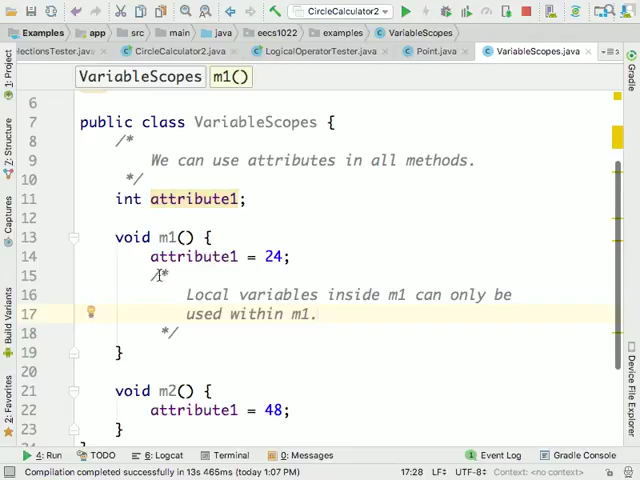 CircleCalculator2
Examples app src main java eecs1022 examples VariableScopes
lectionsTester.java CircleCalculator2.java LogicalOperatorTester.java Point.java VariableScopes.java
VariableScopes m1()
6
7 public class VariableScopes {
8 /*
9 We can use attributes in all methods.
10 */
11 int attribute1;
12
13 void m1() {
14 attribute1 = 24;
15 /*
16 Local variables inside m1 can only be
17 used within m1.
18 */
19 }
20
21 void m2() {
22 attribute1 = 48;
23 }
24 }
1: Project
7: Structure
Captures
Build Variants
2: Favorites
Gradle
Device File Explorer
4: Run TODO 6: Logcat Terminal 0: Messages Event Log Gradle Console
Compilation completed successfully in 13s 465ms (today 1:07 PM) 17:28 LF÷ UTF-8÷ Context: <no context>